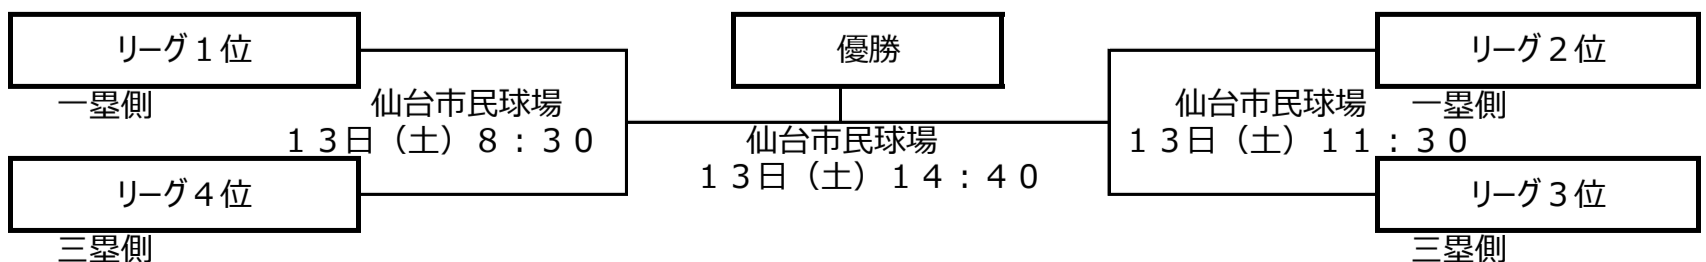 リーグ１位
一塁側
仙台市民球場
１３日（土）８：３０
リーグ４位
三塁側
優勝
仙台市民球場
１３日（土）１４：４０
リーグ２位
仙台市民球場
一塁側
１３日（土）１１：３０
リーグ３位
三塁側